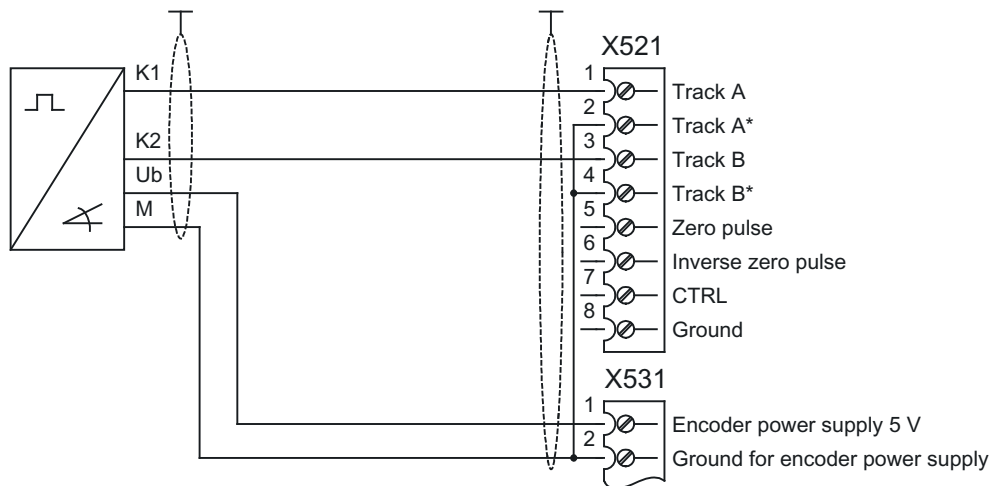 X521
K1
1
Track A
2
Track A*
K2
3
Track B
Ub
4
Track B*
M
5
Zero pulse
6
Inverse zero pulse
7
CTRL
8
Ground
X531
1
Encoder power supply 5 V
2
Ground for encoder power supply